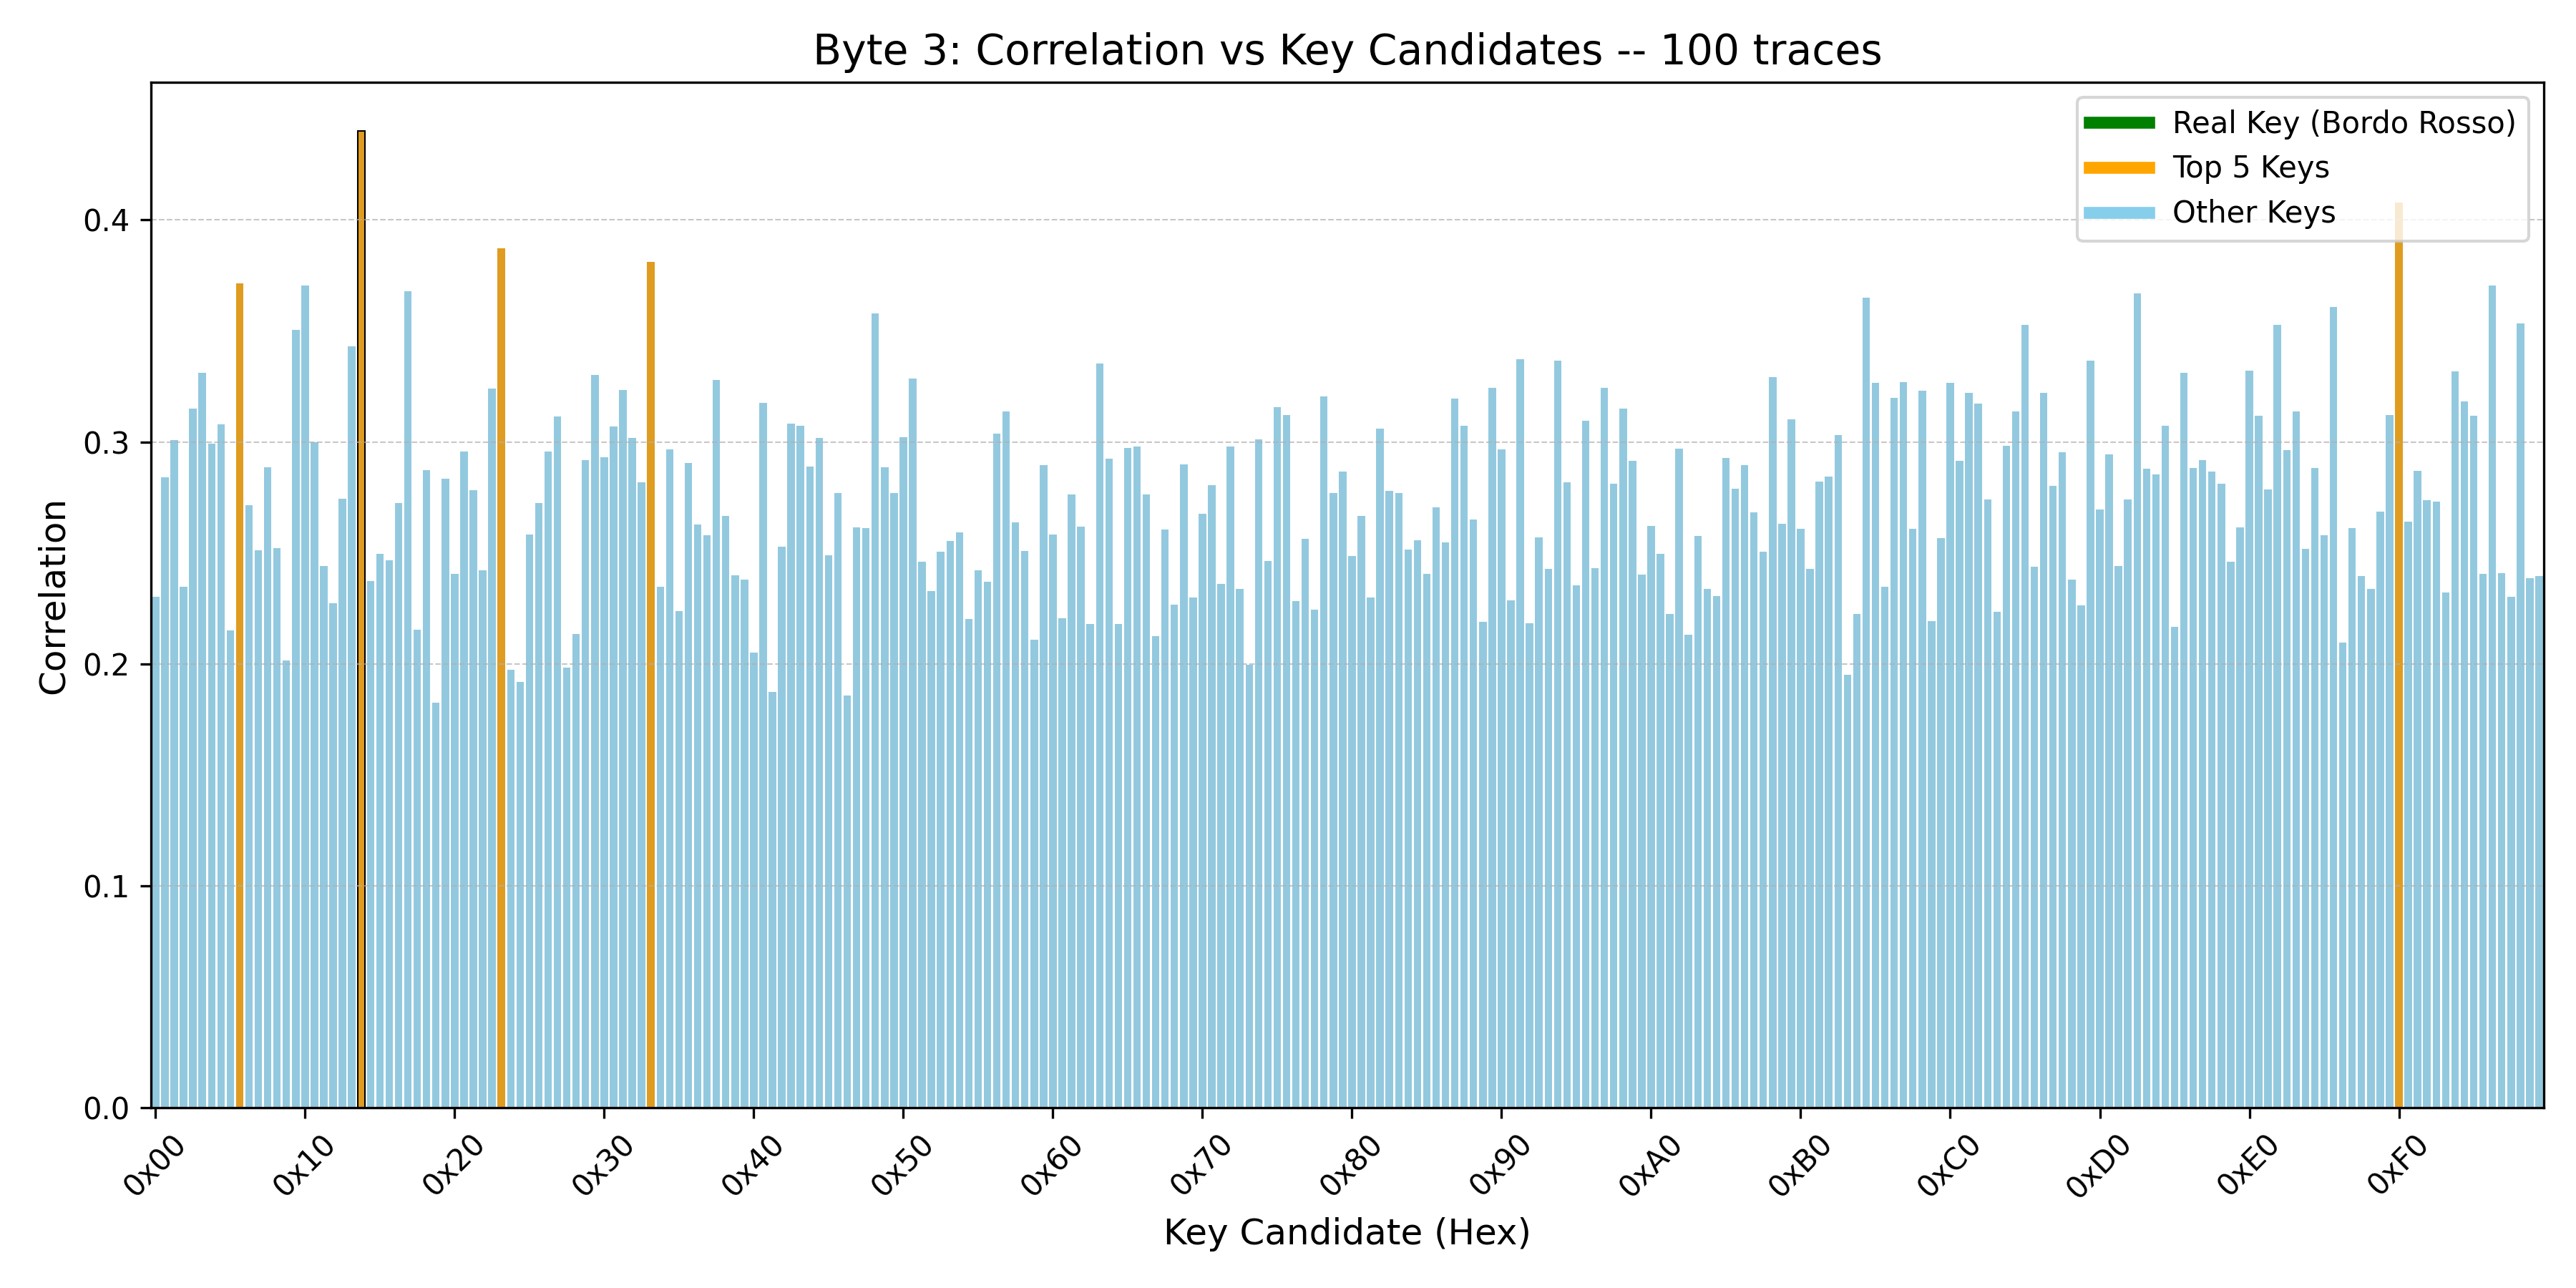 Byte 3: Correlation vs Key Candidates -- 100 traces
Real Key (Bordo Rosso)
Top 5 Keys
Other Keys
Correlation
0.4
0.3
0.2
0.1
0.0
0x00 0x10 0x20 0x30 0x40 0x50 0x60 0x70 0x80 0x90 0xA0 0xB0 0xC0 0xD0 0xE0 0xF0
Key Candidate (Hex)